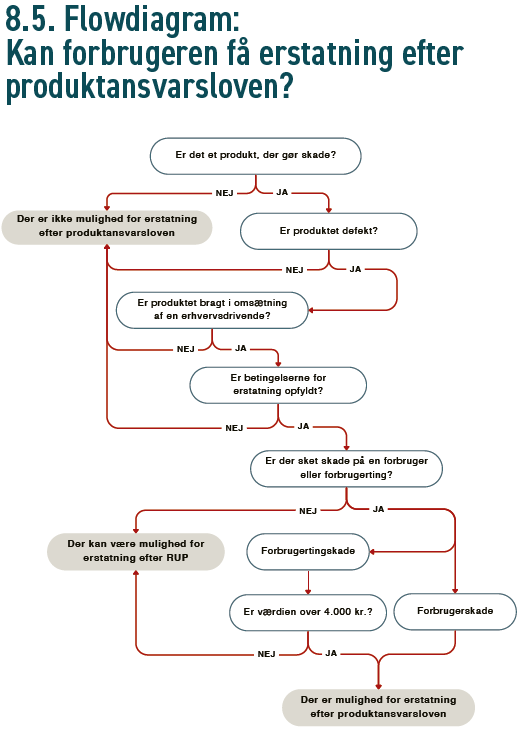 8.5. Flowdiagram:
Kan forbrugeren få erstatning efter
produktansvarsloven?
Er det et produkt, der gør skade?
NEJ
JA
Der er ikke mulighed for erstatning
efter produktansvarsloven
Er produktet defekt?
NEJ
JA
Er produktet bragt i omsætning
af en erhvervsdrivende?
NEJ
JA
Er betingelserne for
erstatning opfyldt?
NEJ
JA
Er der sket skade på en forbruger
eller forbrugerting?
NEJ
JA
Der kan være mulighed for
erstatning efter RUP
Forbrugertingskade
Er værdien over 4.000 kr.?
Forbrugerskade
NEJ
JA
Der er mulighed for erstatning
efter produktansvarsloven